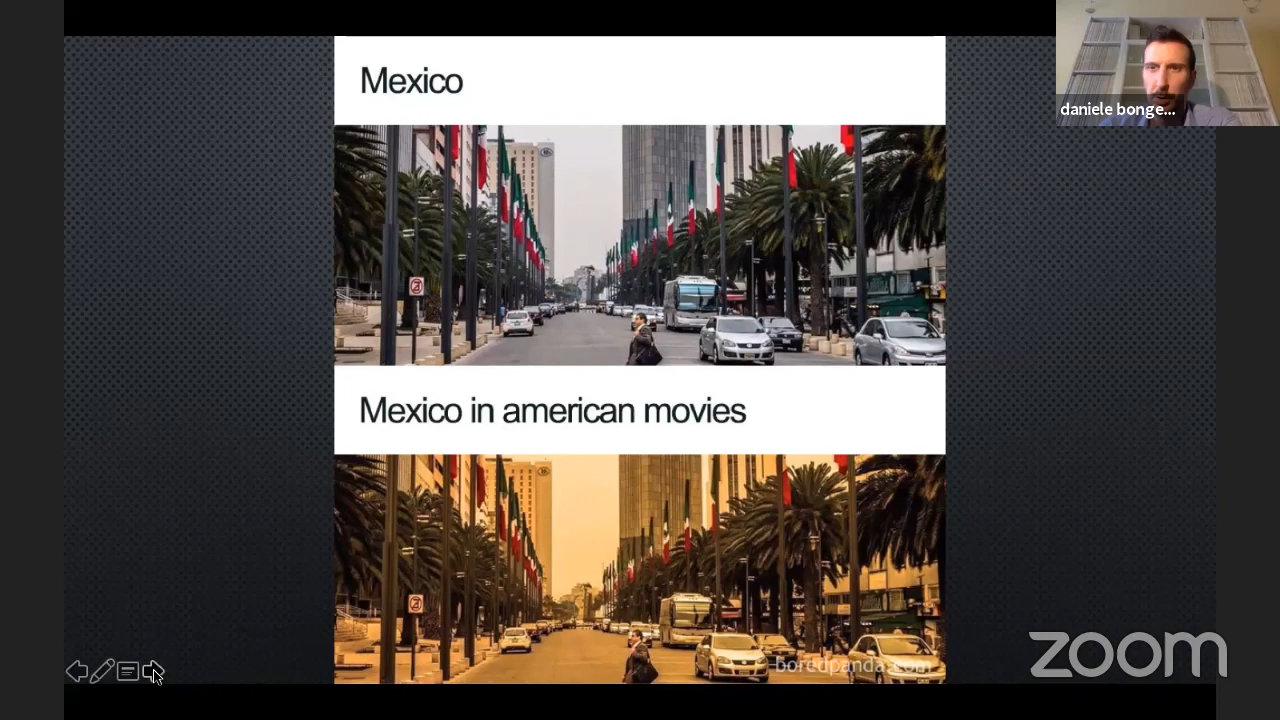 Mexico
daniele bonge...
Mexico in american movies
boredpanda.com
zoom